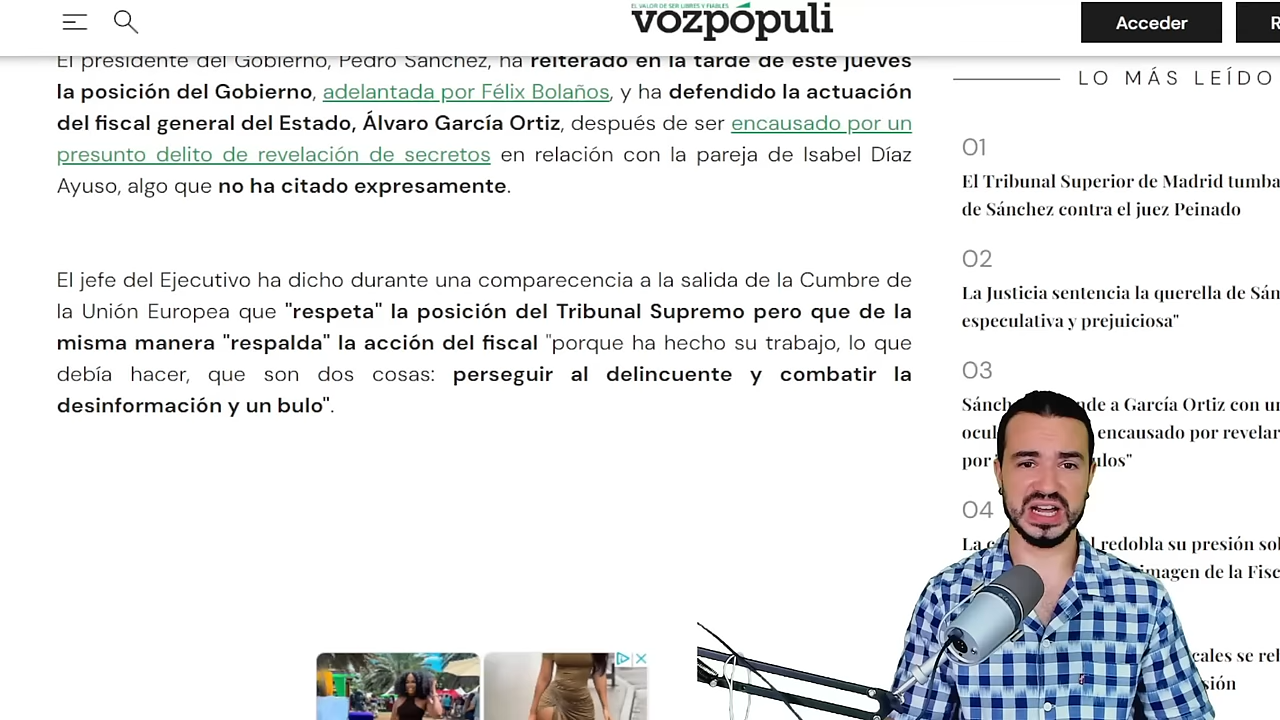 EL VALOR DE SER LIBRES Y FIABLES
vozpópuli
Acceder
R
El presidente del Gobierno, Pedro Sánchez, ha reiterado en la tarde de este jueves
la posición del Gobierno, adelantada por Félix Bolaños, y ha defendido la actuación
del fiscal general del Estado, Álvaro García Ortiz, después de ser encausado por un
presunto delito de revelación de secretos en relación con la pareja de Isabel Díaz
Ayuso, algo que no ha citado expresamente.
El jefe del Ejecutivo ha dicho durante una comparecencia a la salida de la Cumbre de
la Unión Europea que "respeta" la posición del Tribunal Supremo pero que de la
misma manera "respalda" la acción del fiscal "porque ha hecho su trabajo, lo que
debía hacer, que son dos cosas: perseguir al delincuente y combatir la
desinformación y un bulo".
LO MÁS LEÍDO
01
El Tribunal Superior de Madrid tumba
de Sánchez contra el juez Peinado
02
La Justicia sentencia la querella de Sán
especulativa y prejuiciosa"
03
Sánch nde a García Ortiz con un
ocul encausado por revelar
por ulos"
04
La c l redobla su presión sol
imagen de la Fisc
cales se rel
sión